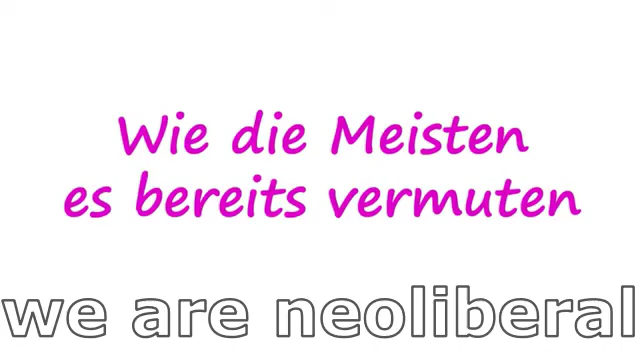 Wie die Meisten
es bereits vermuten
we are neoliberal